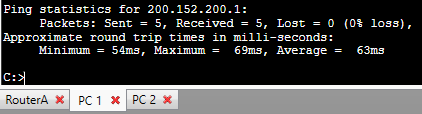 Ping statistics for 200.152.200.1:
     Packets: Sent = 5, Received = 5, Lost = 0 (0% loss),
Approximate round trip times in milli-seconds:
     Minimum = 54ms, Maximum =  69ms, Average =  63ms
C:>
RouterA ✖ PC 1 ✖ PC 2 ✖